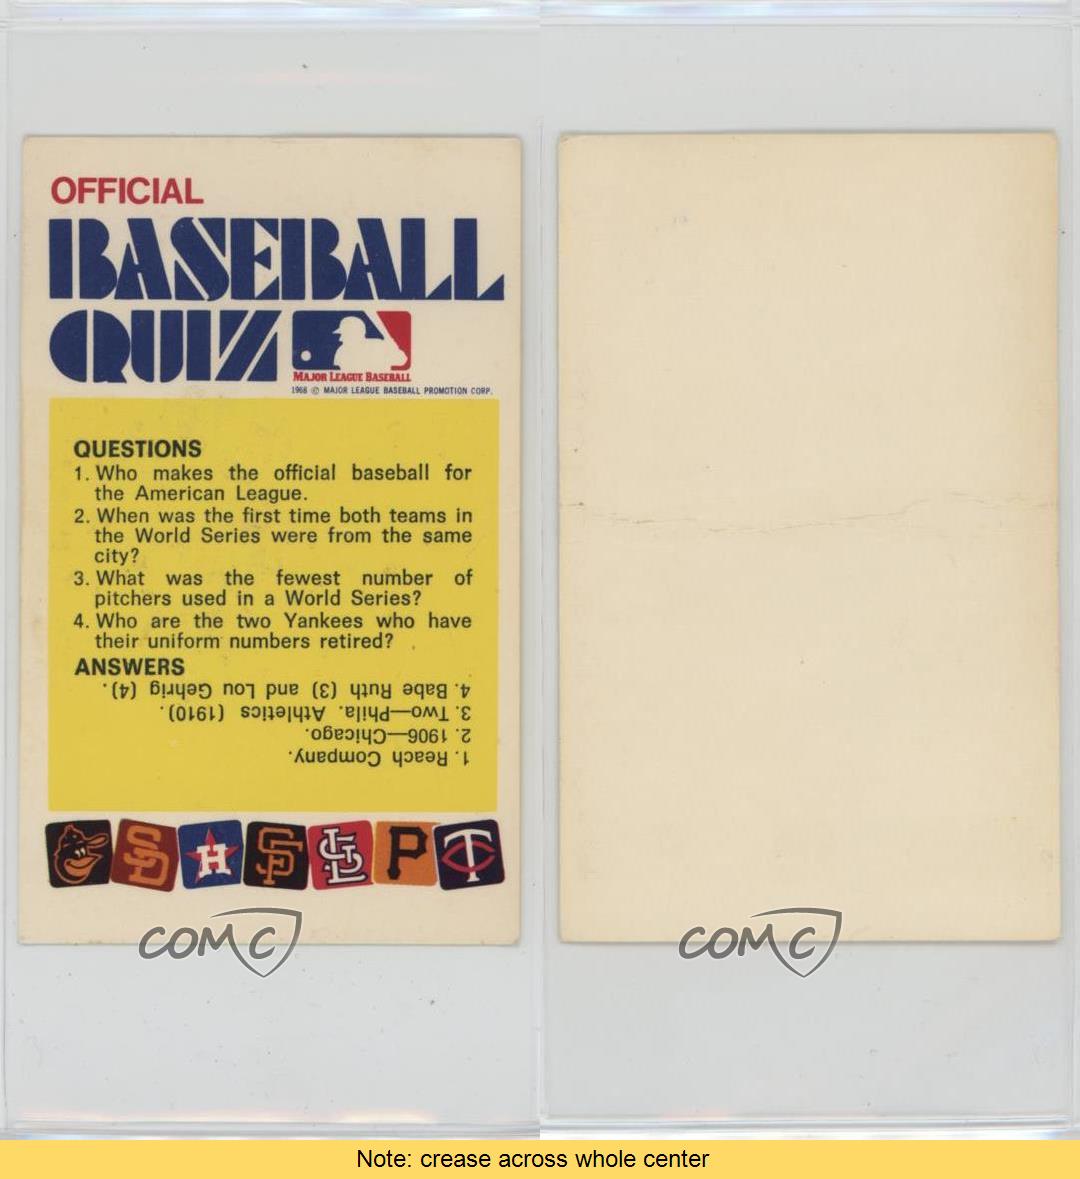 OFFICIAL
BASEBALL
QUIZ
MAJOR LEAGUE BASEBALL
1968 © MAJOR LEAGUE BASEBALL PROMOTION CORP.
QUESTIONS
1. Who makes the official baseball for
the American League.
2. When was the first time both teams in
the World Series were from the same
city?
3. What was the fewest number of
pitchers used in a World Series?
4. Who are the two Yankees who have
their uniform numbers retired?
ANSWERS
1. Reach Company.
2. 1906—Chicago.
3. Two—Phila. Athletics (1910).
4. Babe Ruth (3) and Lou Gehrig (4).
SD
H
SF
STL
P
T
COMC
COMC
Note: crease across whole center